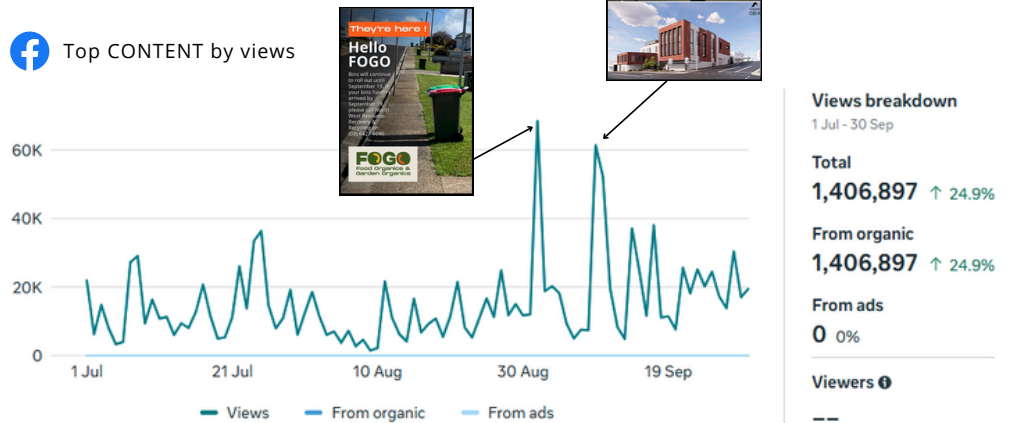 Top CONTENT by views
They're here !
Hello
FOGO
Bins will continue
to roll out until
September 19. If
your bins haven't
arrived by
September 19,
please call North
West Resource
Recovery &
Recycling on
FOGO
Food Organics &
Garden Organics
60K
40K
20K
0
1 Jul
21 Jul
10 Aug
30 Aug
19 Sep
Views
From organic
From ads
Views breakdown
1 Jul - 30 Sep
Total
1,406,897 ↑ 24.9%
From organic
1,406,897 ↑ 24.9%
From ads
0 0%
Viewers
--